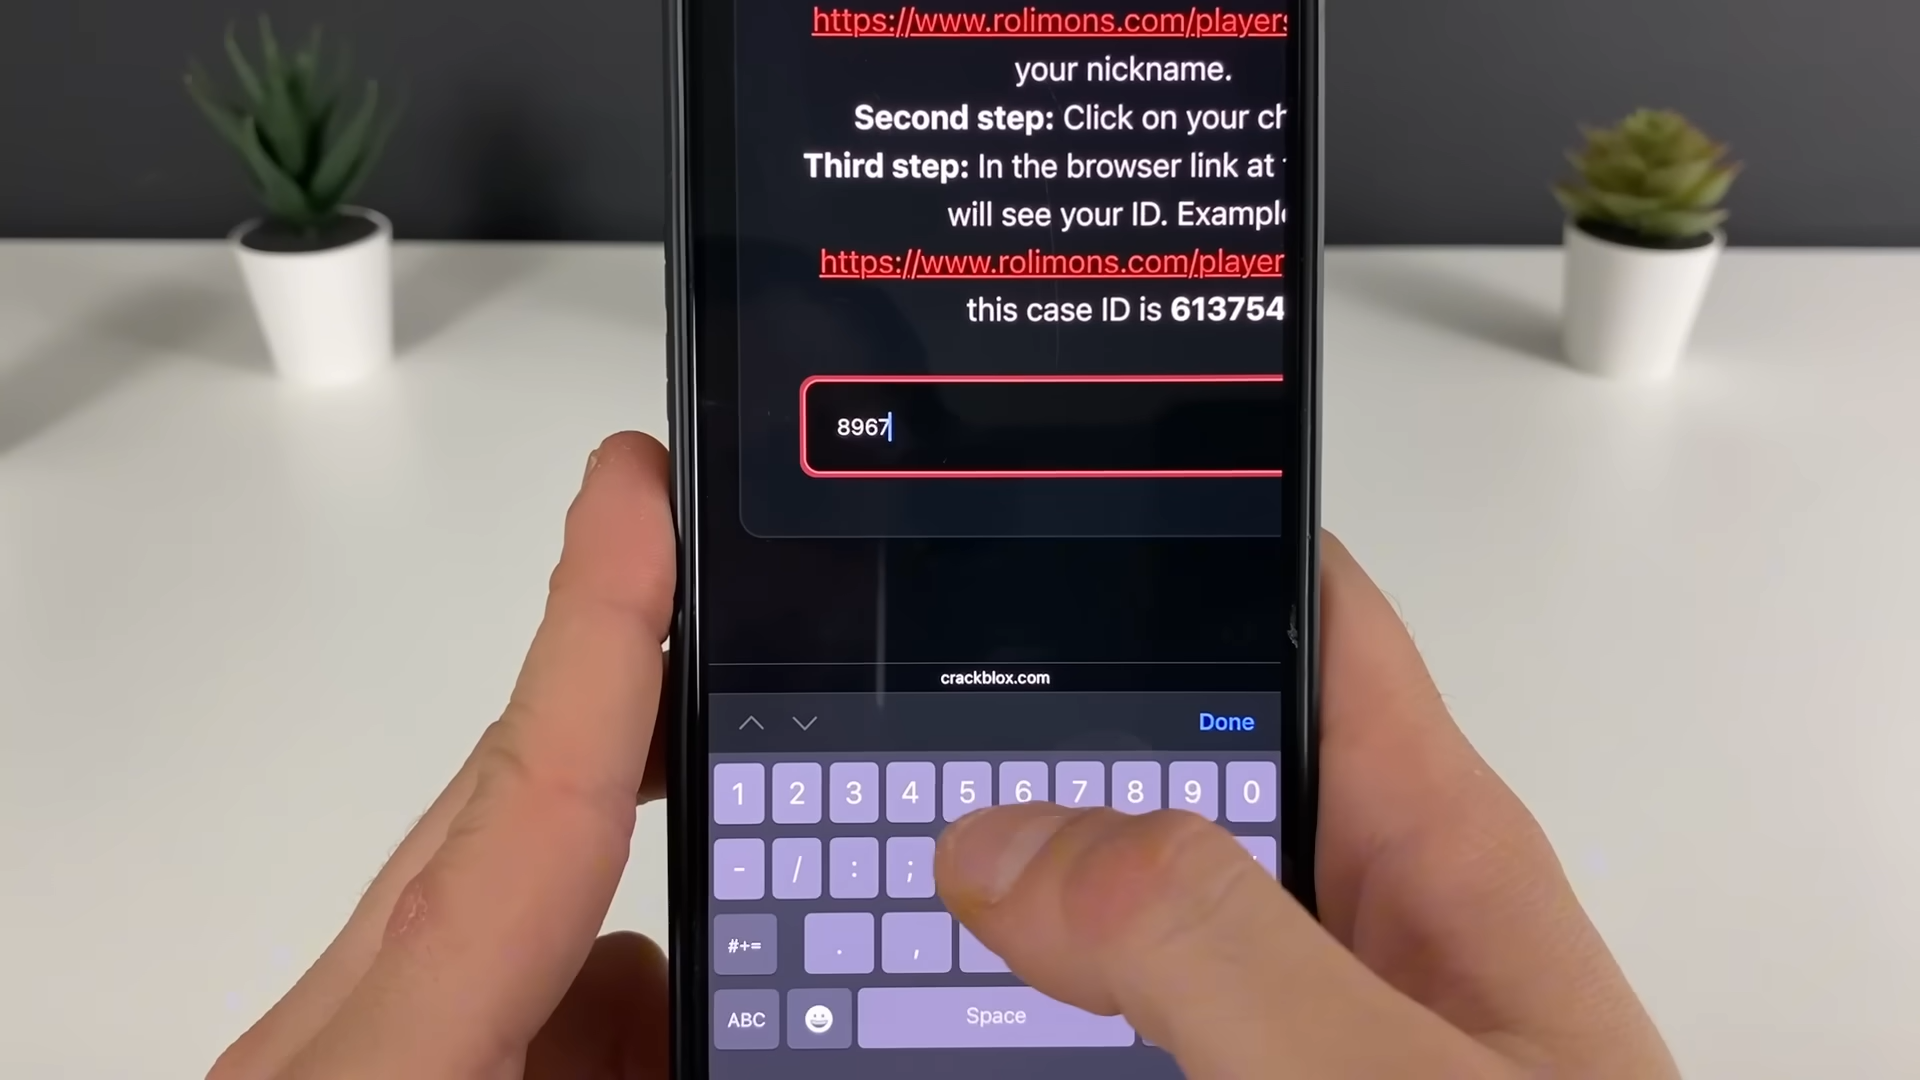 https://www.rolimons.com/players
your nickname.
Second step: Click on your ch
Third step: In the browser link at
will see your ID. Example
https://www.rolimons.com/player
this case ID is 613754
8967
crackblox.com
Done
1 2 3 4 5 6 7 8 9 0
- / : ;
#+= . ,
ABC Space